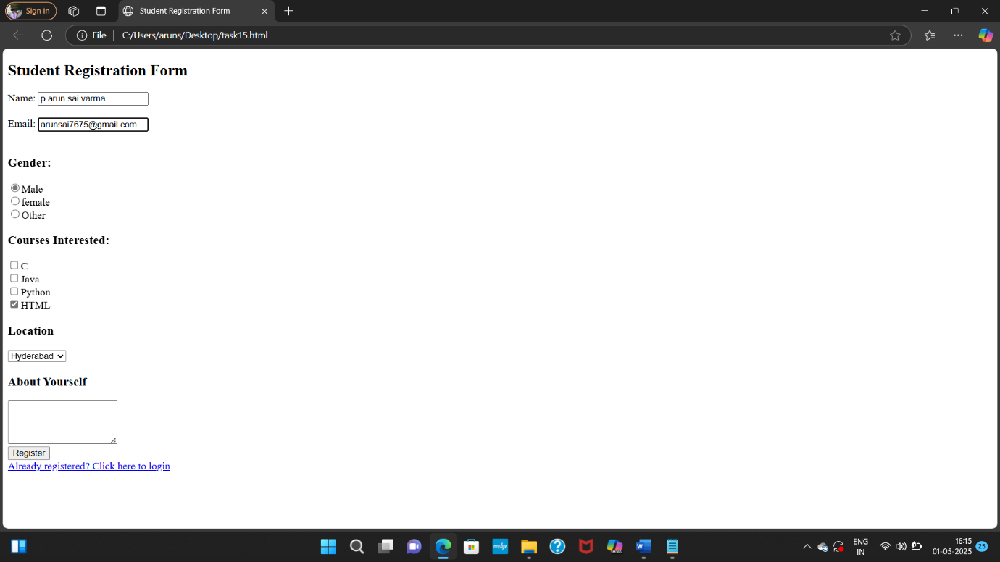 Sign in
Student Registration Form
File
C:/Users/aruns/Desktop/task15.html
Student Registration Form
Name: p arun sai varma
Email: arunsai7675@gmail.com
Gender:
Male
female
Other
Courses Interested:
C
Java
Python
HTML
Location
Hyderabad
About Yourself
Register
Already registered? Click here to login
myhp
M365
ENG
IN
16:15
01-05-2025
25